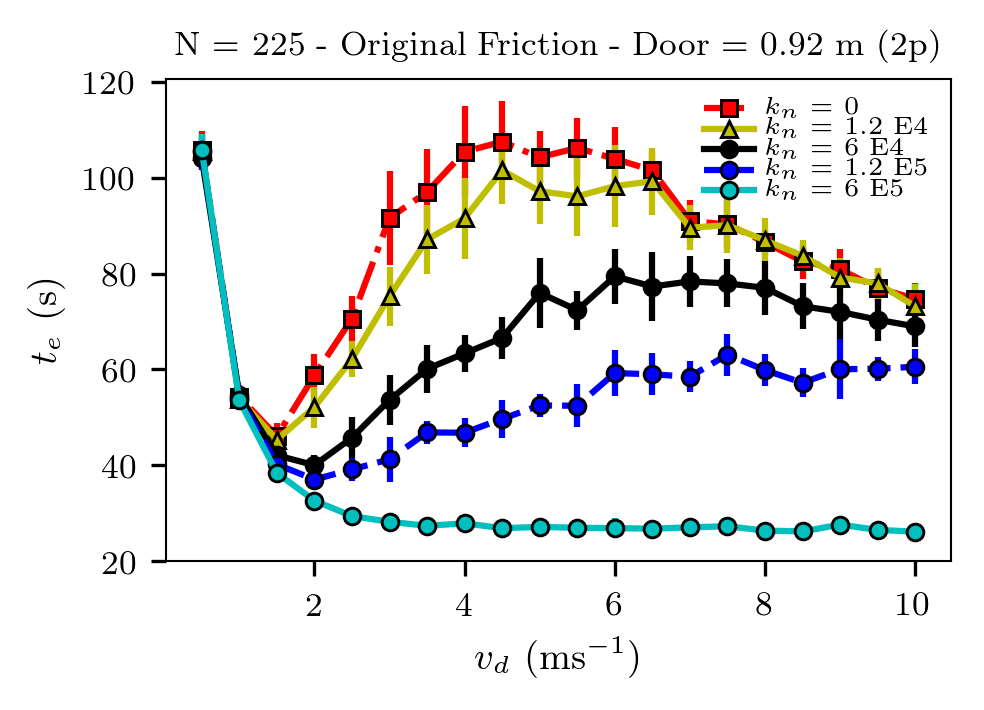 N = 225 - Original Friction - Door = 0.92 m (2p)
120
100
80
60
40
20
t_e (s)
k_n = 0
k_n = 1.2 E4
k_n = 6 E4
k_n = 1.2 E5
k_n = 6 E5
2 4 6 8 10
v_d (ms⁻¹)